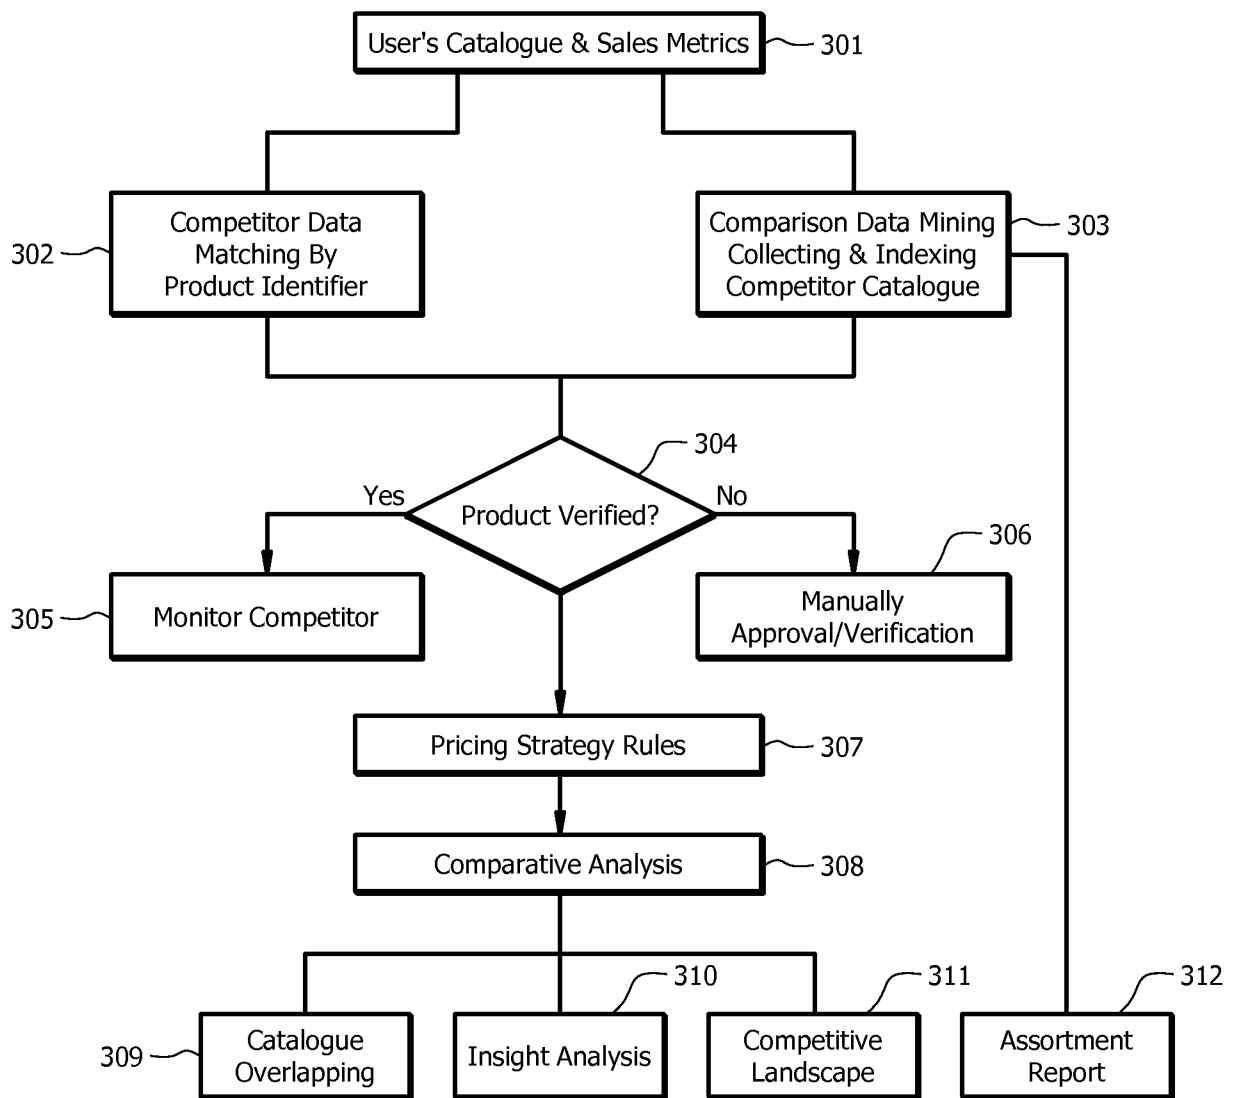 User's Catalogue & Sales Metrics
301
Competitor Data
Matching By
Product Identifier
302
Comparison Data Mining
Collecting & Indexing
Competitor Catalogue
303
304
Yes
Product Verified?
No
305
Monitor Competitor
306
Manually
Approval/Verification
Pricing Strategy Rules
307
Comparative Analysis
308
309
Catalogue
Overlapping
310
Insight Analysis
311
Competitive
Landscape
312
Assortment
Report